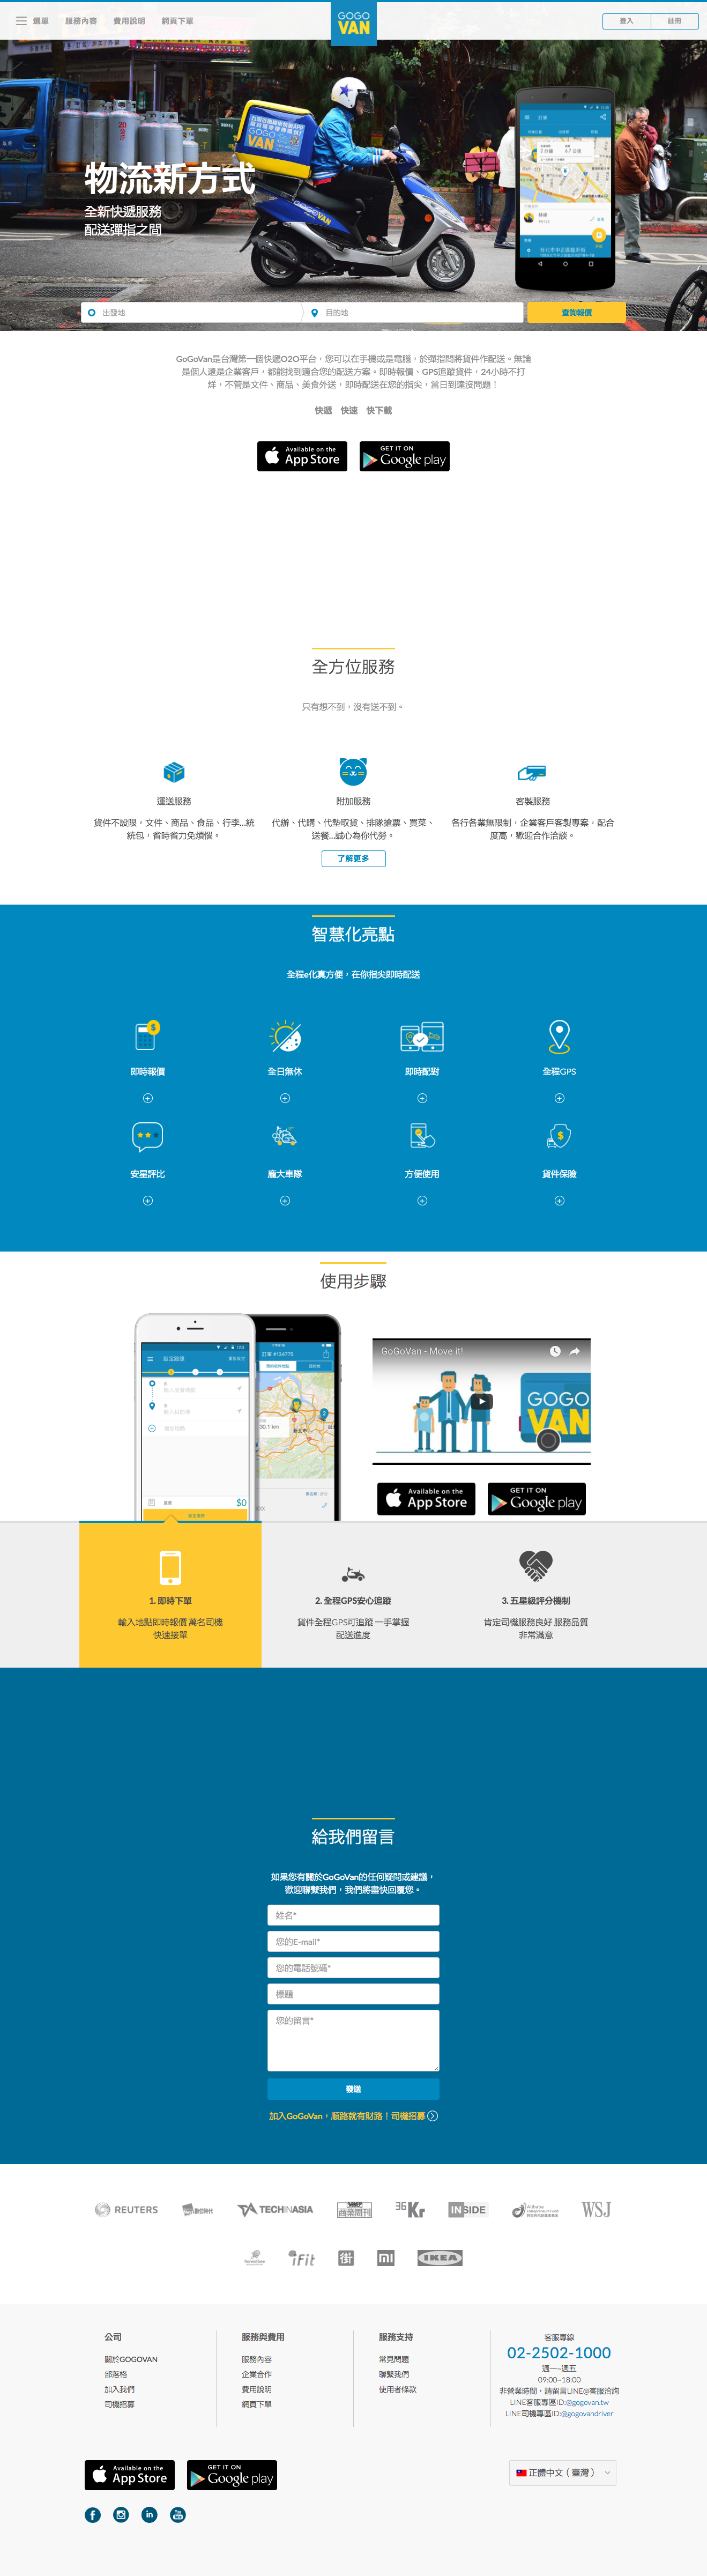 選單
服務內容
費用說明
網頁下單
GOGO
VAN
登入
註冊
物流新方式
全新快遞服務
配送彈指之間
出發地
目的地
查詢報價
GoGoVan是台灣第一個快遞O2O平台，您可以在手機或是電腦，於彈指間將貨件作配送。無論
是個人還是企業客戶，都能找到適合您的配送方案。即時報價、GPS追蹤貨件，24小時不打
烊，不管是文件、商品、美食外送，即時配送在您的指尖，當日到達沒問題！
快遞 快速 快下載
Available on the
App Store
GET IT ON
Google play
全方位服務
只有想不到，沒有送不到。
運送服務
貨件不設限，文件、商品、食品、行李...統
統包，省時省力免煩惱。
附加服務
代辦、代購、代墊取貨、排隊搶票、買菜、
送餐...誠心為你代勞。
了解更多
客製服務
各行各業無限制，企業客戶客製專案，配合
度高，歡迎合作洽談。
智慧化亮點
全程e化真方便，在你指尖即時配送
即時報價
全日無休
即時配對
全程GPS
安星評比
龐大車隊
方便使用
貨件保險
使用步驟
訂單 #134775
$0
GoGoVan - Move it!
GOGO
VAN
Available on the
App Store
GET IT ON
Google play
1. 即時下單
輸入地點即時報價 萬名司機
快速接單
2. 全程GPS安心追蹤
貨件全程GPS可追蹤 一手掌握
配送進度
3. 五星級評分機制
肯定司機服務良好 服務品質
非常滿意
給我們留言
如果您有關於GoGoVan的任何疑問或建議，
歡迎聯繫我們，我們將盡快回覆您。
姓名*
您的E-mail*
您的電話號碼*
標題
您的留言*
發送
加入GoGoVan，順路就有財路！司機招募
REUTERS
數位時代
TECHINASIA
商業周刊
36Kr
INSIDE
Alibaba
WSJ
iFit
街
mi
IKEA
公司
關於GOGOVAN
部落格
加入我們
司機招募
服務與費用
服務內容
企業合作
費用說明
網頁下單
服務支持
常見問題
聯繫我們
使用者條款
客服專線
02-2502-1000
週一~週五
09:00~18:00
非營業時間，請留言LINE@客服洽詢
LINE客服專區ID:@gogovan.tw
LINE司機專區ID:@gogovandriver
Available on the
App Store
GET IT ON
Google play
正體中文（臺灣）